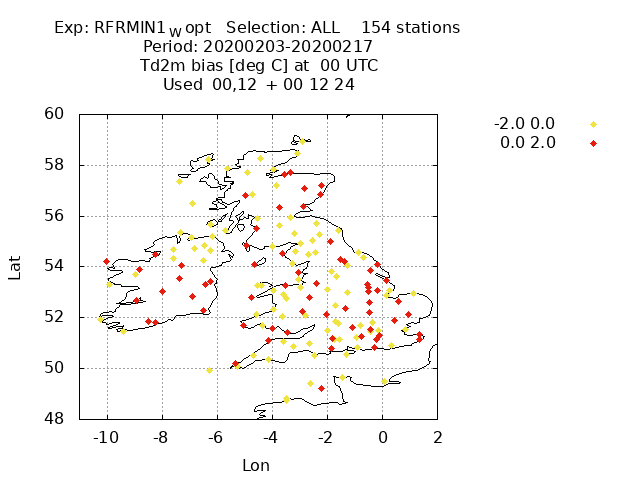 Exp: RFRMIN1 w opt Selection: ALL 154 stations
Period: 20200203-20200217
Td2m bias [deg C] at 00 UTC
Used 00,12 + 00 12 24
-2.0 0.0
0.0 2.0
60
58
56
54
52
50
48
Lat
-10 -8 -6 -4 -2 0 2
Lon